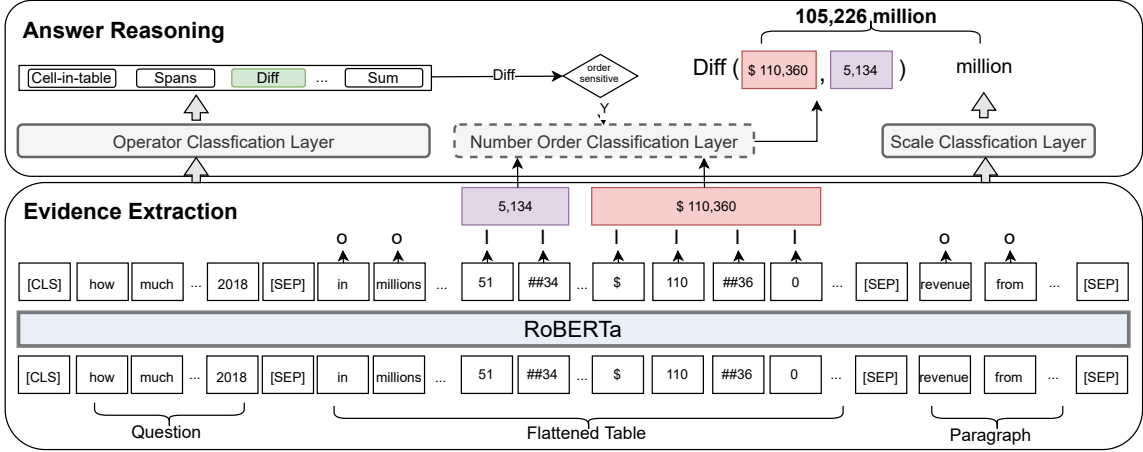 105,226 million
Answer Reasoning
Cell-in-table Spans Diff ... Sum
Diff
order
sensitive
Diff ( $ 110,360 , 5,134 )
million
Y
Operator Classfication Layer
Number Order Classification Layer
Scale Classfication Layer
Evidence Extraction
5,134
$ 110,360
O O I I I I I I O O
[CLS] how much ... 2018 [SEP] in millions ... 51 ##34 ... $ 110 ##36 0 ... [SEP] revenue from ... [SEP]
RoBERTa
[CLS] how much ... 2018 [SEP] in millions ... 51 ##34 ... $ 110 ##36 0 ... [SEP] revenue from ... [SEP]
Question
Flattened Table
Paragraph